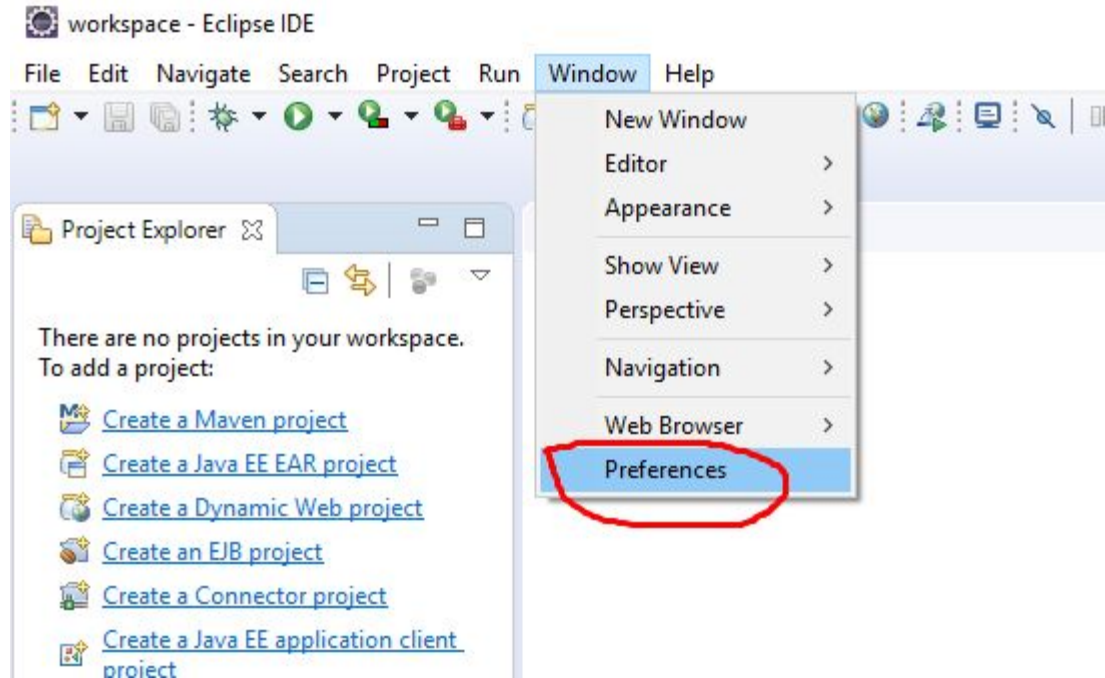 workspace - Eclipse IDE
File Edit Navigate Search Project Run Window Help
New Window
Editor
Appearance
Show View
Perspective
Navigation
Web Browser
Preferences
Project Explorer
There are no projects in your workspace.
To add a project:
Create a Maven project
Create a Java EE EAR project
Create a Dynamic Web project
Create an EJB project
Create a Connector project
Create a Java EE application client
project